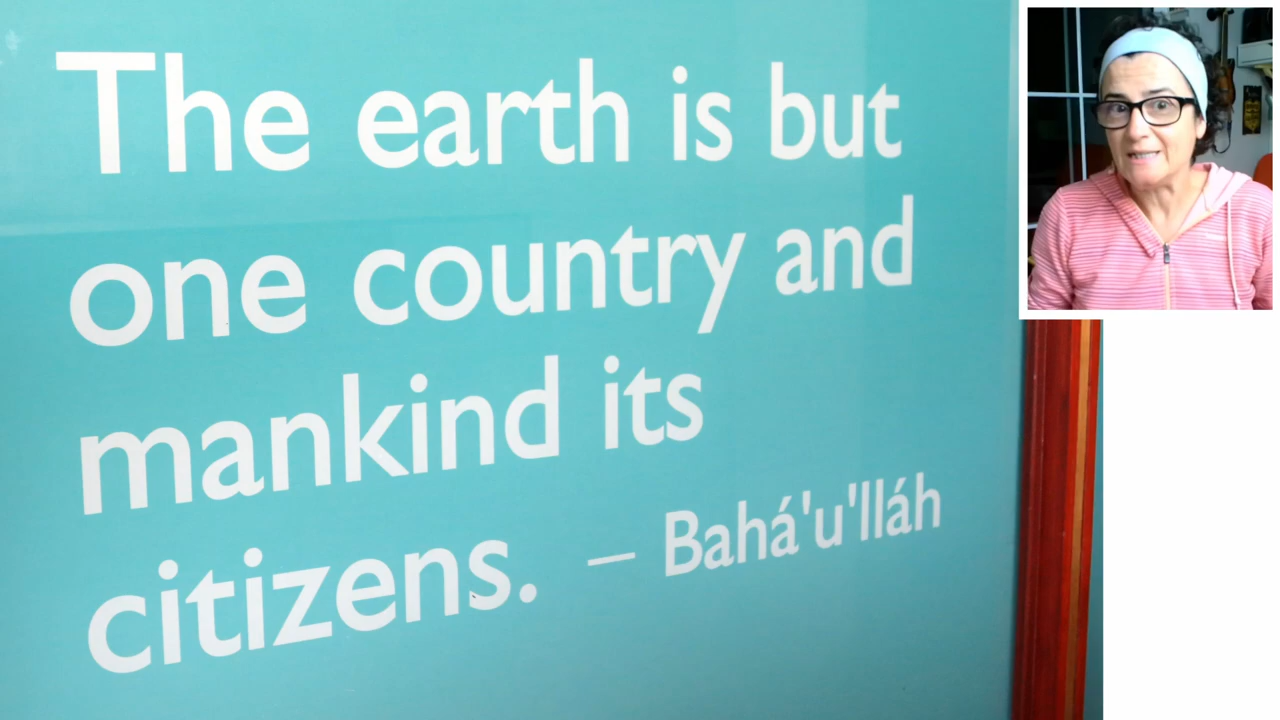 The earth is but
one country and
mankind its
citizens. – Bahá'u'lláh